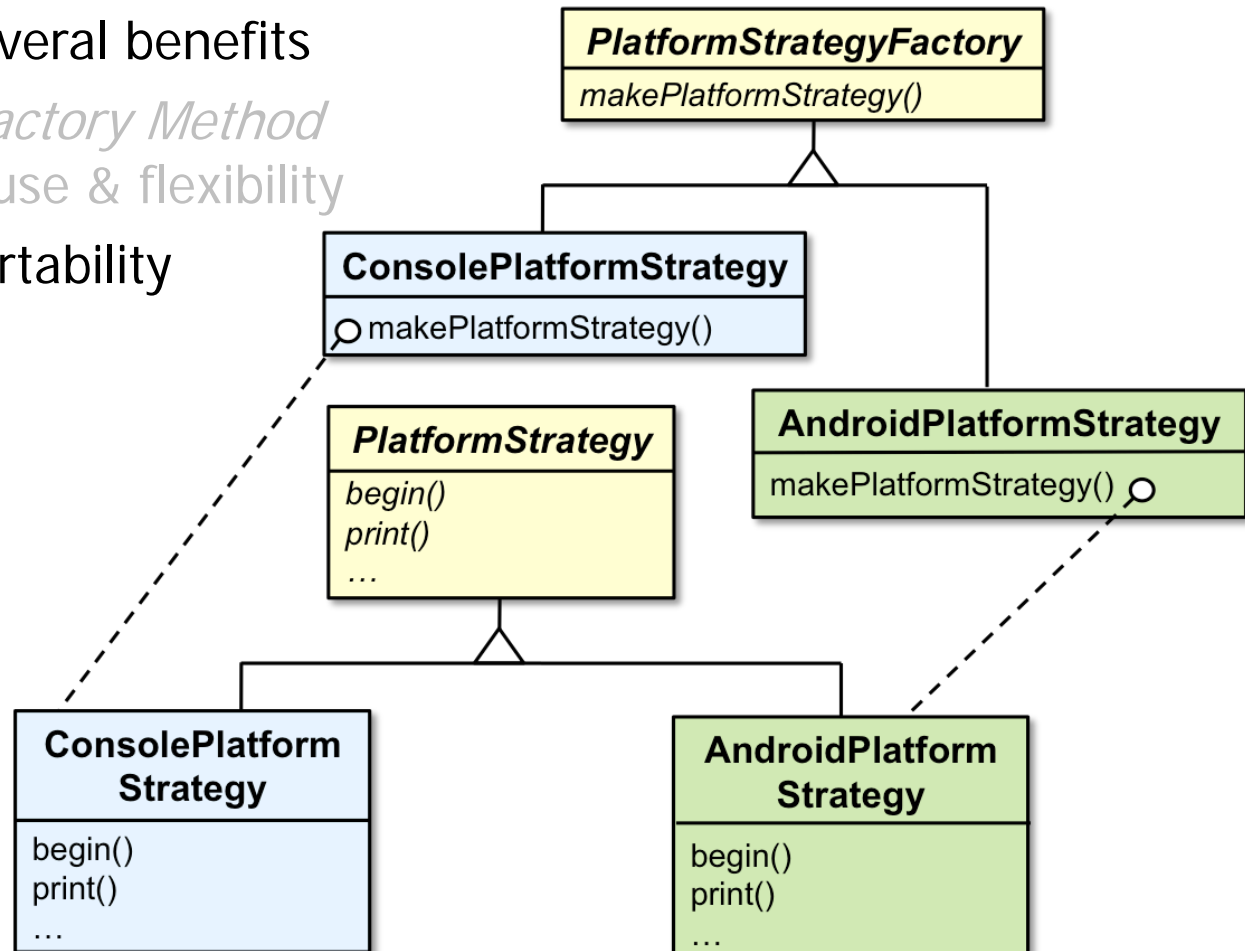 veral benefits
actory Method
use & flexibility
rtability
PlatformStrategyFactory
makePlatformStrategy()
ConsolePlatformStrategy
makePlatformStrategy()
AndroidPlatformStrategy
makePlatformStrategy()
PlatformStrategy
begin()
print()
…
ConsolePlatform
Strategy
begin()
print()
…
AndroidPlatform
Strategy
begin()
print()
…